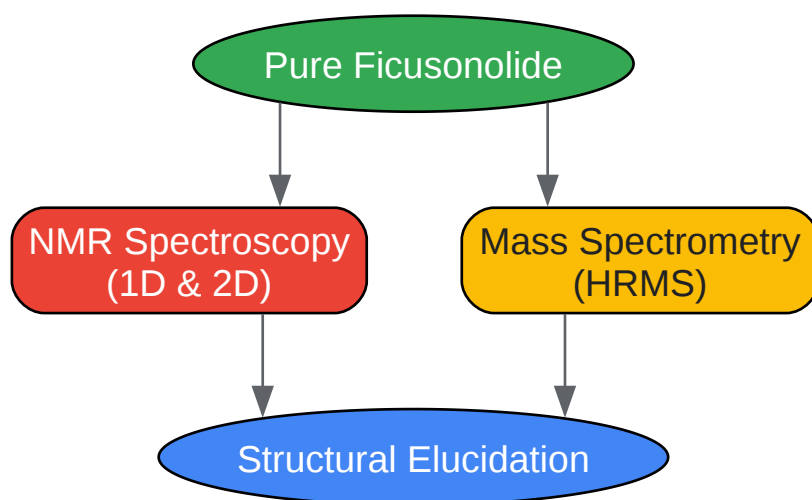 Pure Ficusonolide
NMR Spectroscopy
(1D & 2D)
Mass Spectrometry
(HRMS)
Structural Elucidation